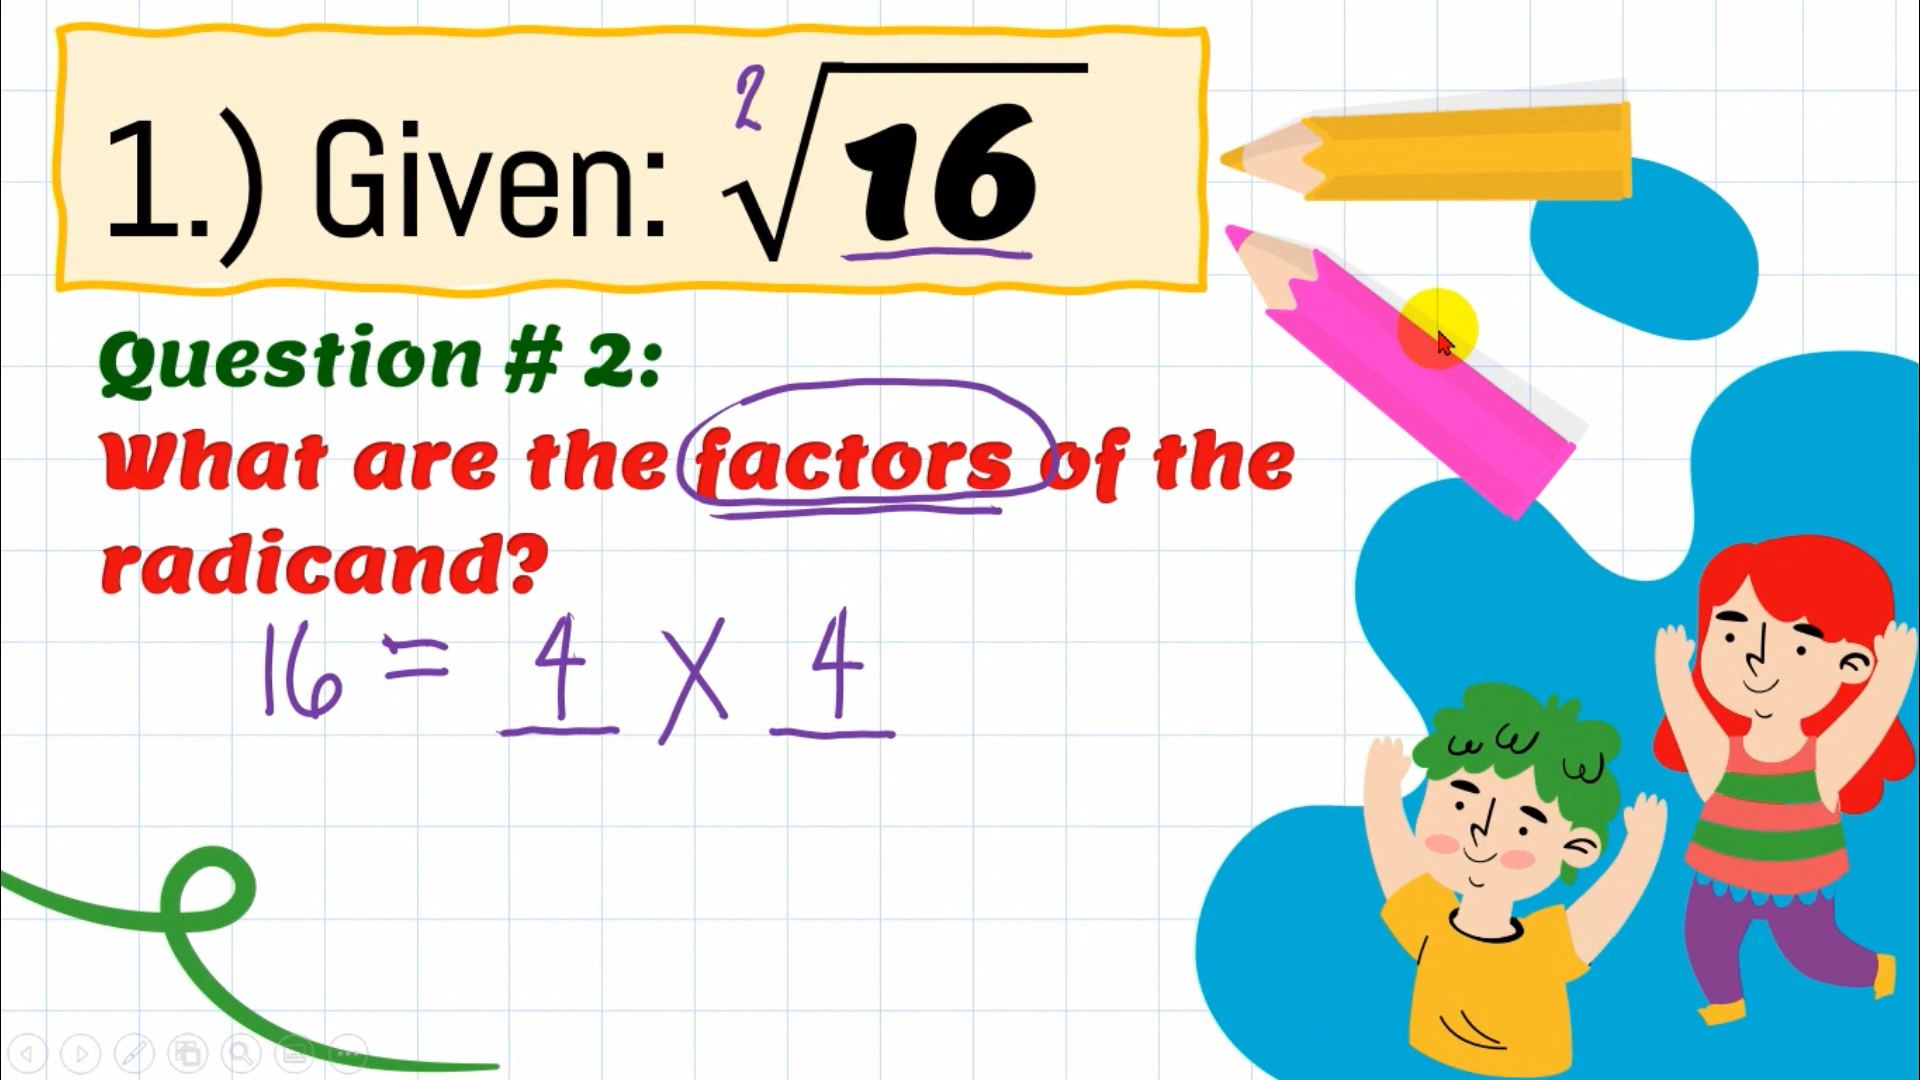 1.) Given: ²√16
Question # 2:
What are the factors of the
radicand?
16 = 4 X 4